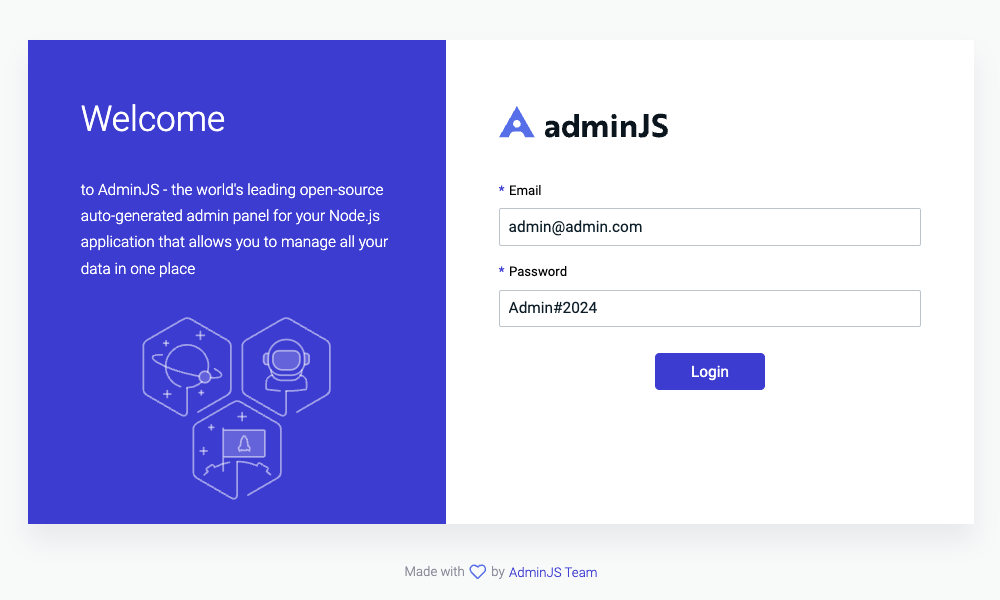 Welcome
to AdminJS - the world's leading open-source
auto-generated admin panel for your Node.js
application that allows you to manage all your
data in one place
adminJS
* Email
admin@admin.com
* Password
Admin#2024
Login
Made with by AdminJS Team